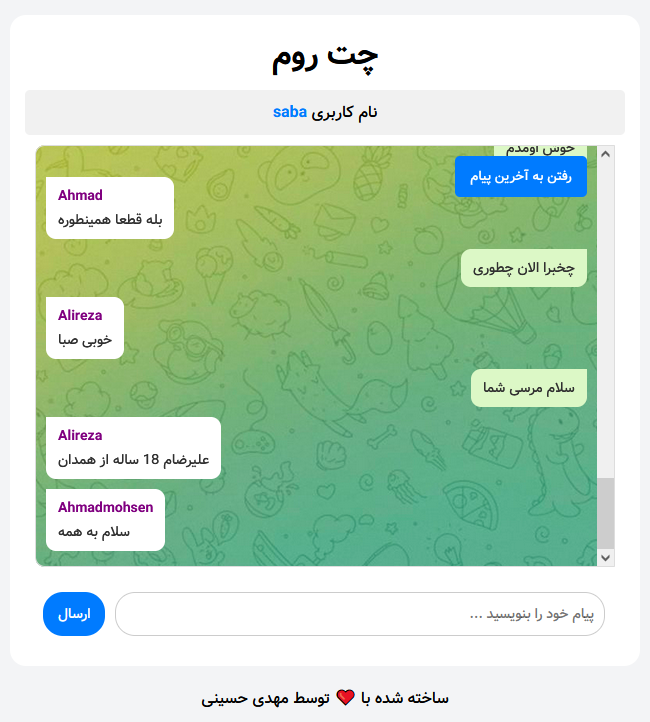 چت روم
نام کاربری saba
خوش اومدم
رفتن به آخرین پیام
Ahmad
بله قطعا همینطوره
چخبرا الان چطوری
Alireza
خوبی صبا
سلام مرسی شما
Alireza
علیرضام 18 ساله از همدان
Ahmadmohsen
سلام به همه
پیام خود را بنویسید ...
ارسال
ساخته شده با ❤ توسط مهدی حسینی